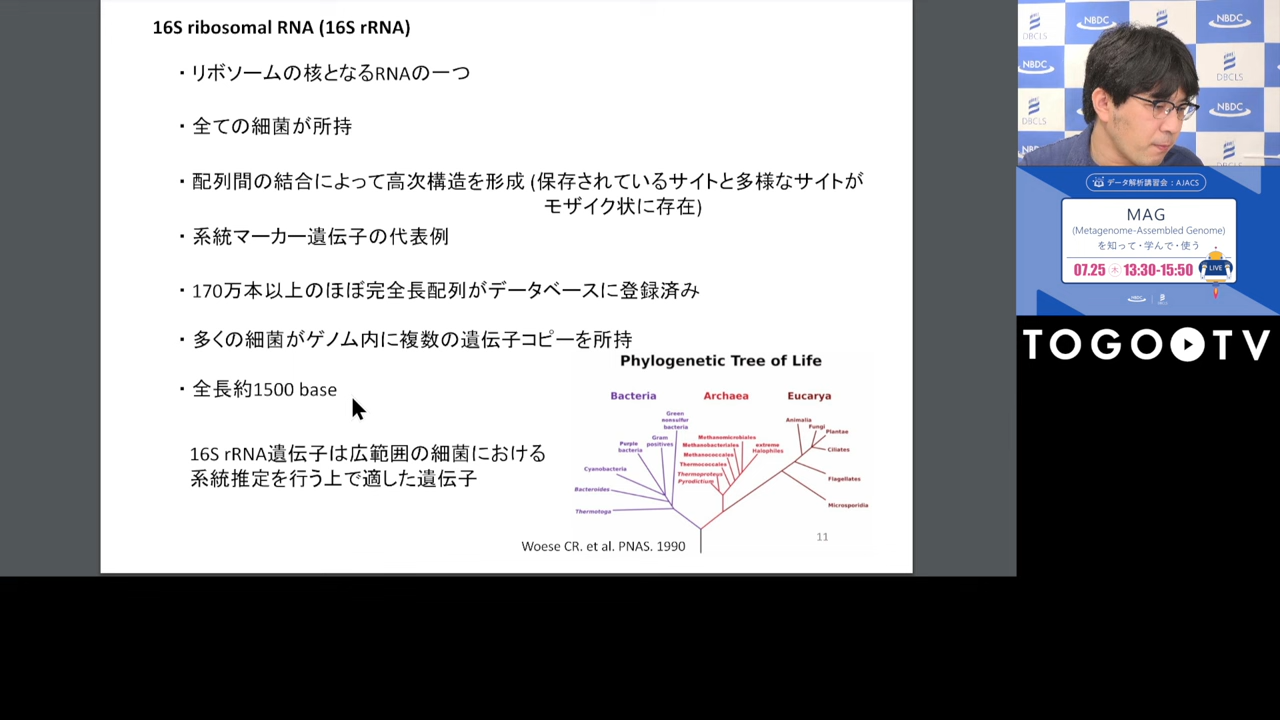 16S ribosomal RNA (16S rRNA)
・リボソームの核となるRNAの一つ
・全ての細菌が所持
・配列間の結合によって高次構造を形成 (保存されているサイトと多様なサイトが
モザイク状に存在)
・系統マーカー遺伝子の代表例
・170万本以上のほぼ完全長配列がデータベースに登録済み
・多くの細菌がゲノム内に複数の遺伝子コピーを所持
・全長約1500 base
16S rRNA遺伝子は広範囲の細菌における
系統推定を行う上で適した遺伝子
Phylogenetic Tree of Life
Bacteria
Archaea
Eucarya
Green
nonsulfur
bacteria
Gram
positives
Purple
bacteria
Cyanobacteria
Bacteroides
Thermotoga
Methanomicrobiales
Methanobacteriales
extreme
Halophiles
Methanococcales
Thermococcales
Thermoproteus
Pyrodictium
Animalia
Fungi
Plantae
Ciliates
Flagellates
Microsporidia
Woese CR. et al. PNAS. 1990
11
NBDC
NBDC
DBCLS
NBDC
DBCLS
DBCLS
NBDC
データ解析講習会：AJACS
MAG
(Metagenome-Assembled Genome)
を知って・学んで・使う
07.25 木 13:30-15:50
LIVE
TOGO TV